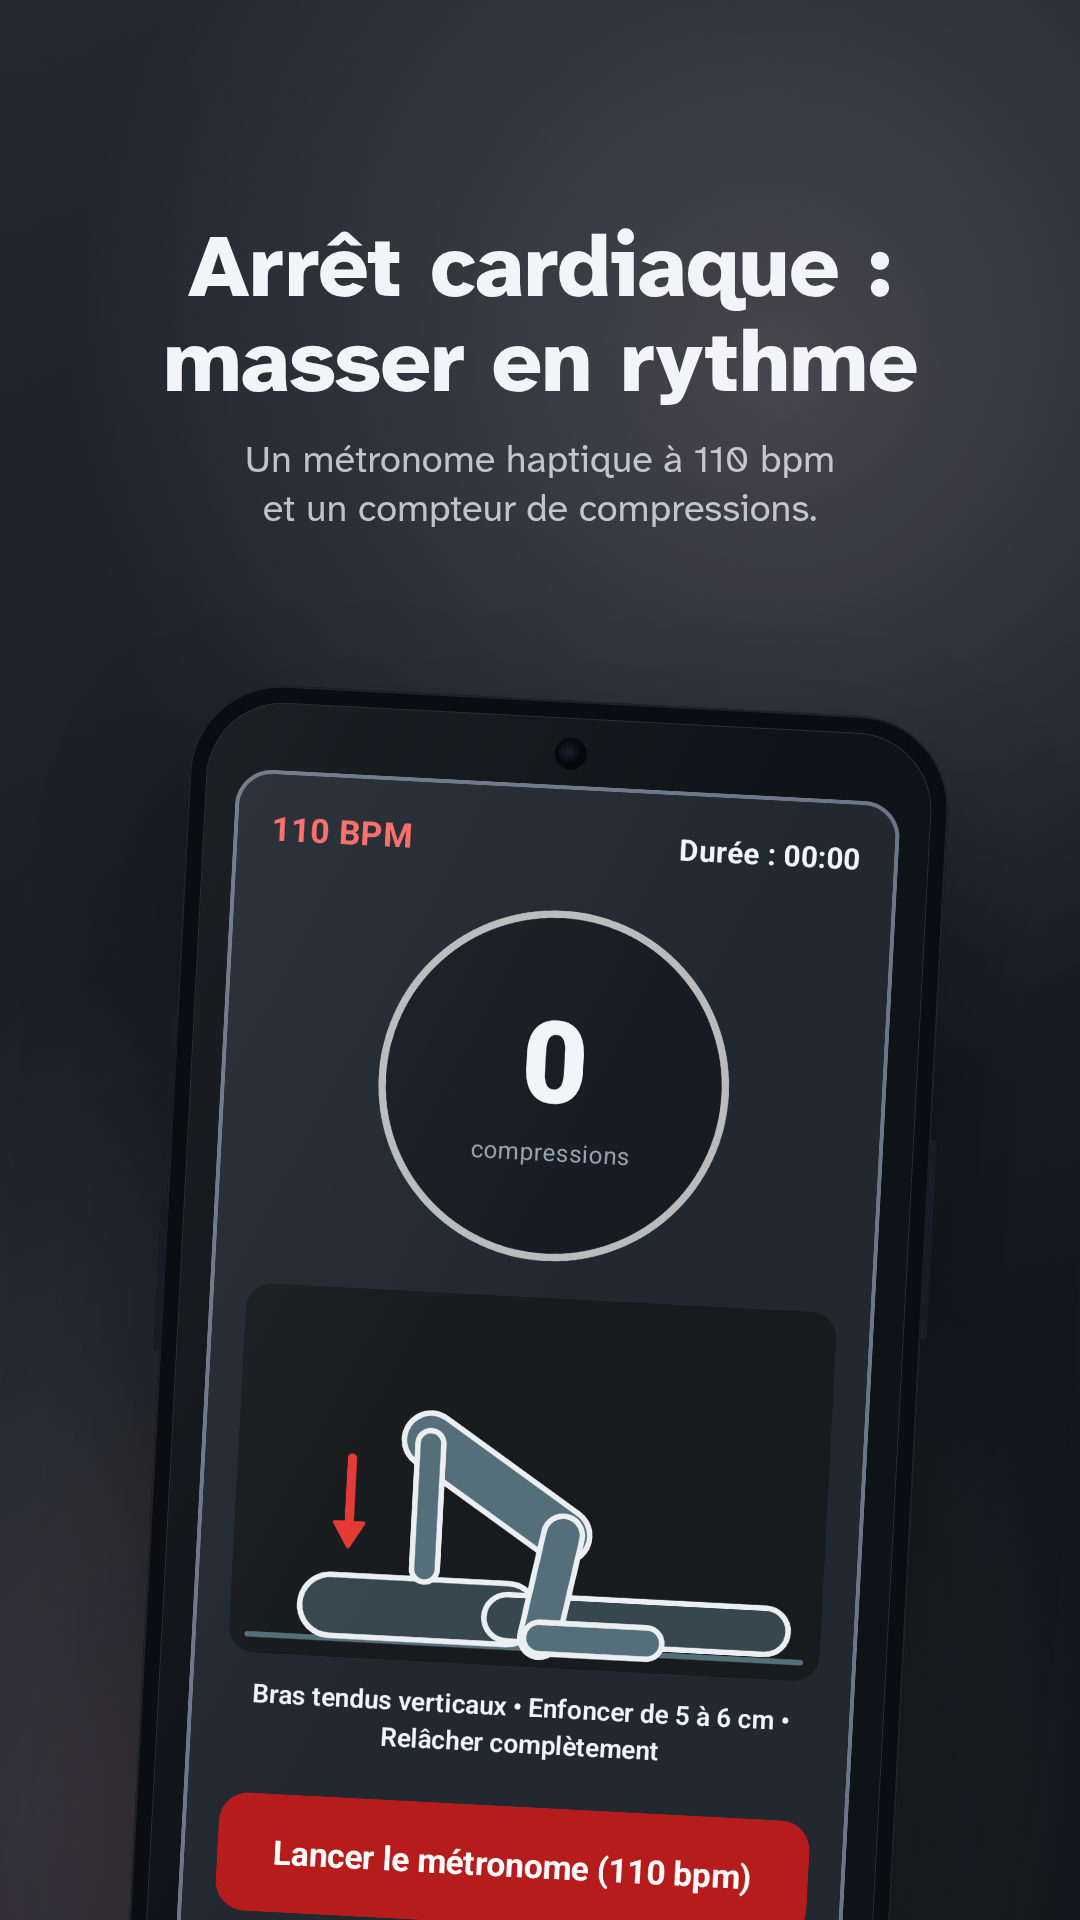 Arrêt cardiaque :
masser en rythme
Un métronome haptique à 110 bpm
et un compteur de compressions.
110 BPM
Durée : 00:00
0
compressions
Bras tendus verticaux • Enfoncer de 5 à 6 cm •
Relâcher complètement
Lancer le métronome (110 bpm)